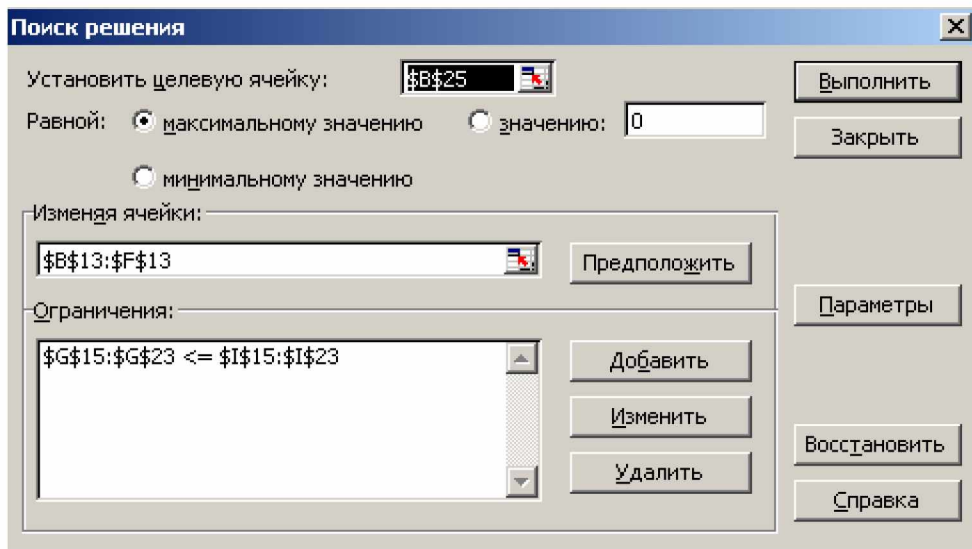 Поиск решения
Установить целевую ячейку: $B$25 Выполнить
Равной: максимальному значению значению: 0 Закрыть
минимальному значению
Изменяя ячейки:
$B$13:$F$13 Предположить
Ограничения: Параметры
$G$15:$G$23 <= $I$15:$I$23 Добавить
Изменить
Восстановить
Удалить
Справка